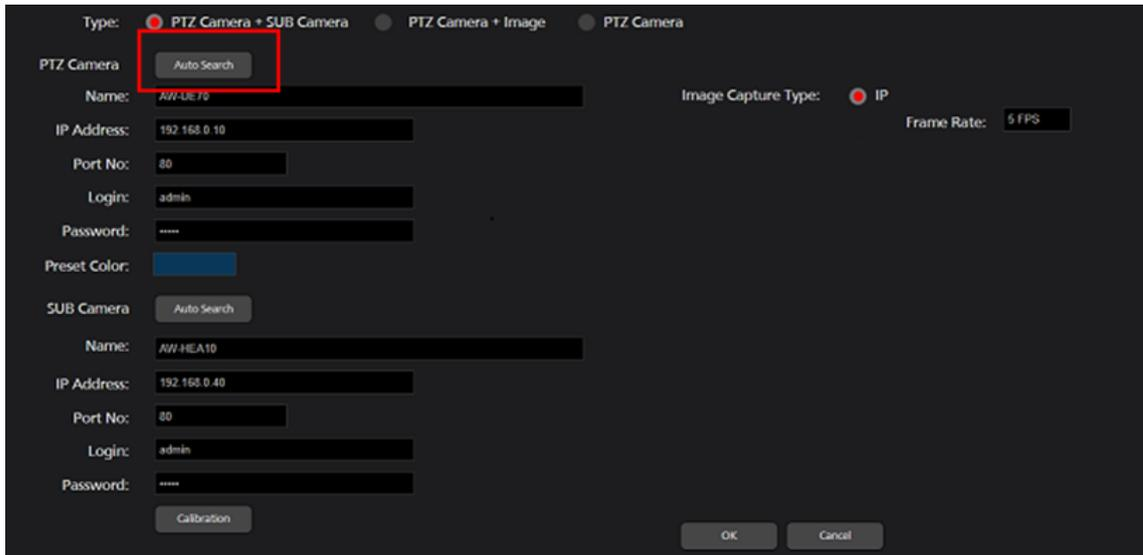 Type: PTZ Camera + SUB Camera PTZ Camera + Image PTZ Camera
PTZ Camera Auto Search
Name: AW-UE70 Image Capture Type: IP
IP Address: 192.168.0.10 Frame Rate: 5 FPS
Port No: 80
Login: admin
Password: •••••
Preset Color:
SUB Camera Auto Search
Name: AW-HEA10
IP Address: 192.168.0.40
Port No: 80
Login: admin
Password: •••••
Calibration
OK Cancel